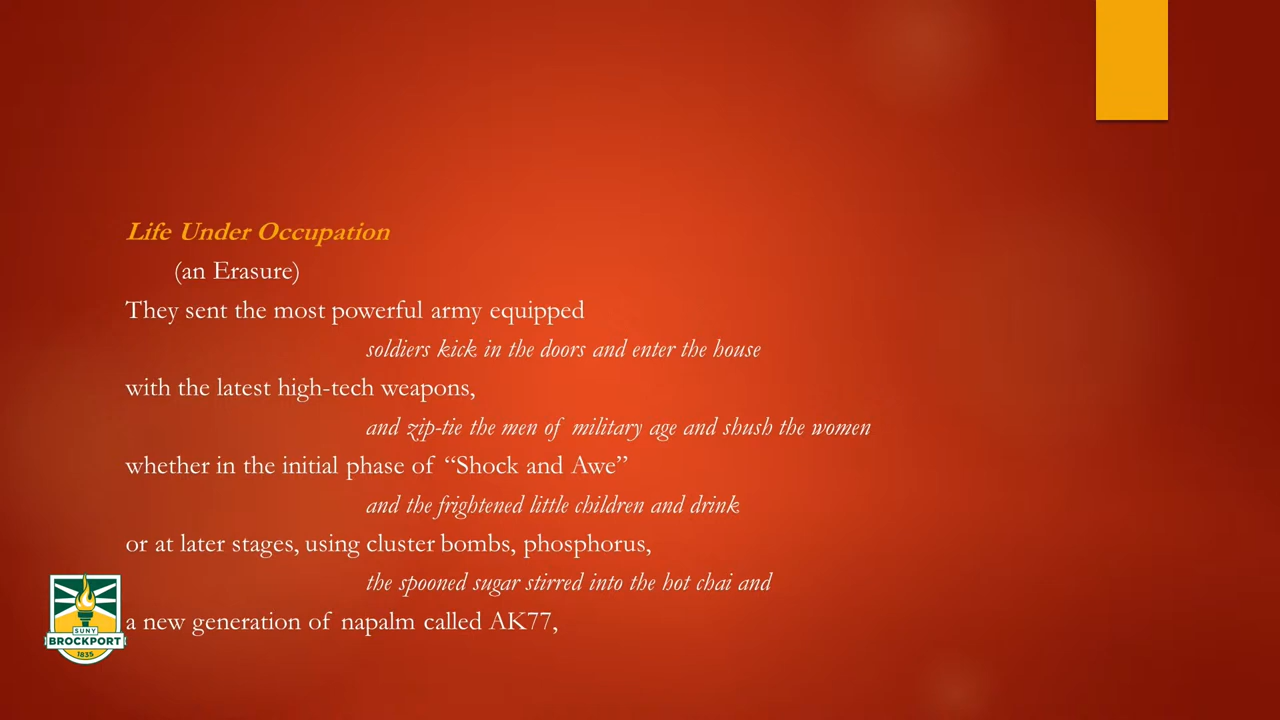 Life Under Occupation
(an Erasure)
They sent the most powerful army equipped
soldiers kick in the doors and enter the house
with the latest high-tech weapons,
and zip-tie the men of military age and shush the women
whether in the initial phase of “Shock and Awe”
and the frightened little children and drink
or at later stages, using cluster bombs, phosphorus,
the spooned sugar stirred into the hot chai and
a new generation of napalm called AK77,
SUNY
BROCKPORT
1835